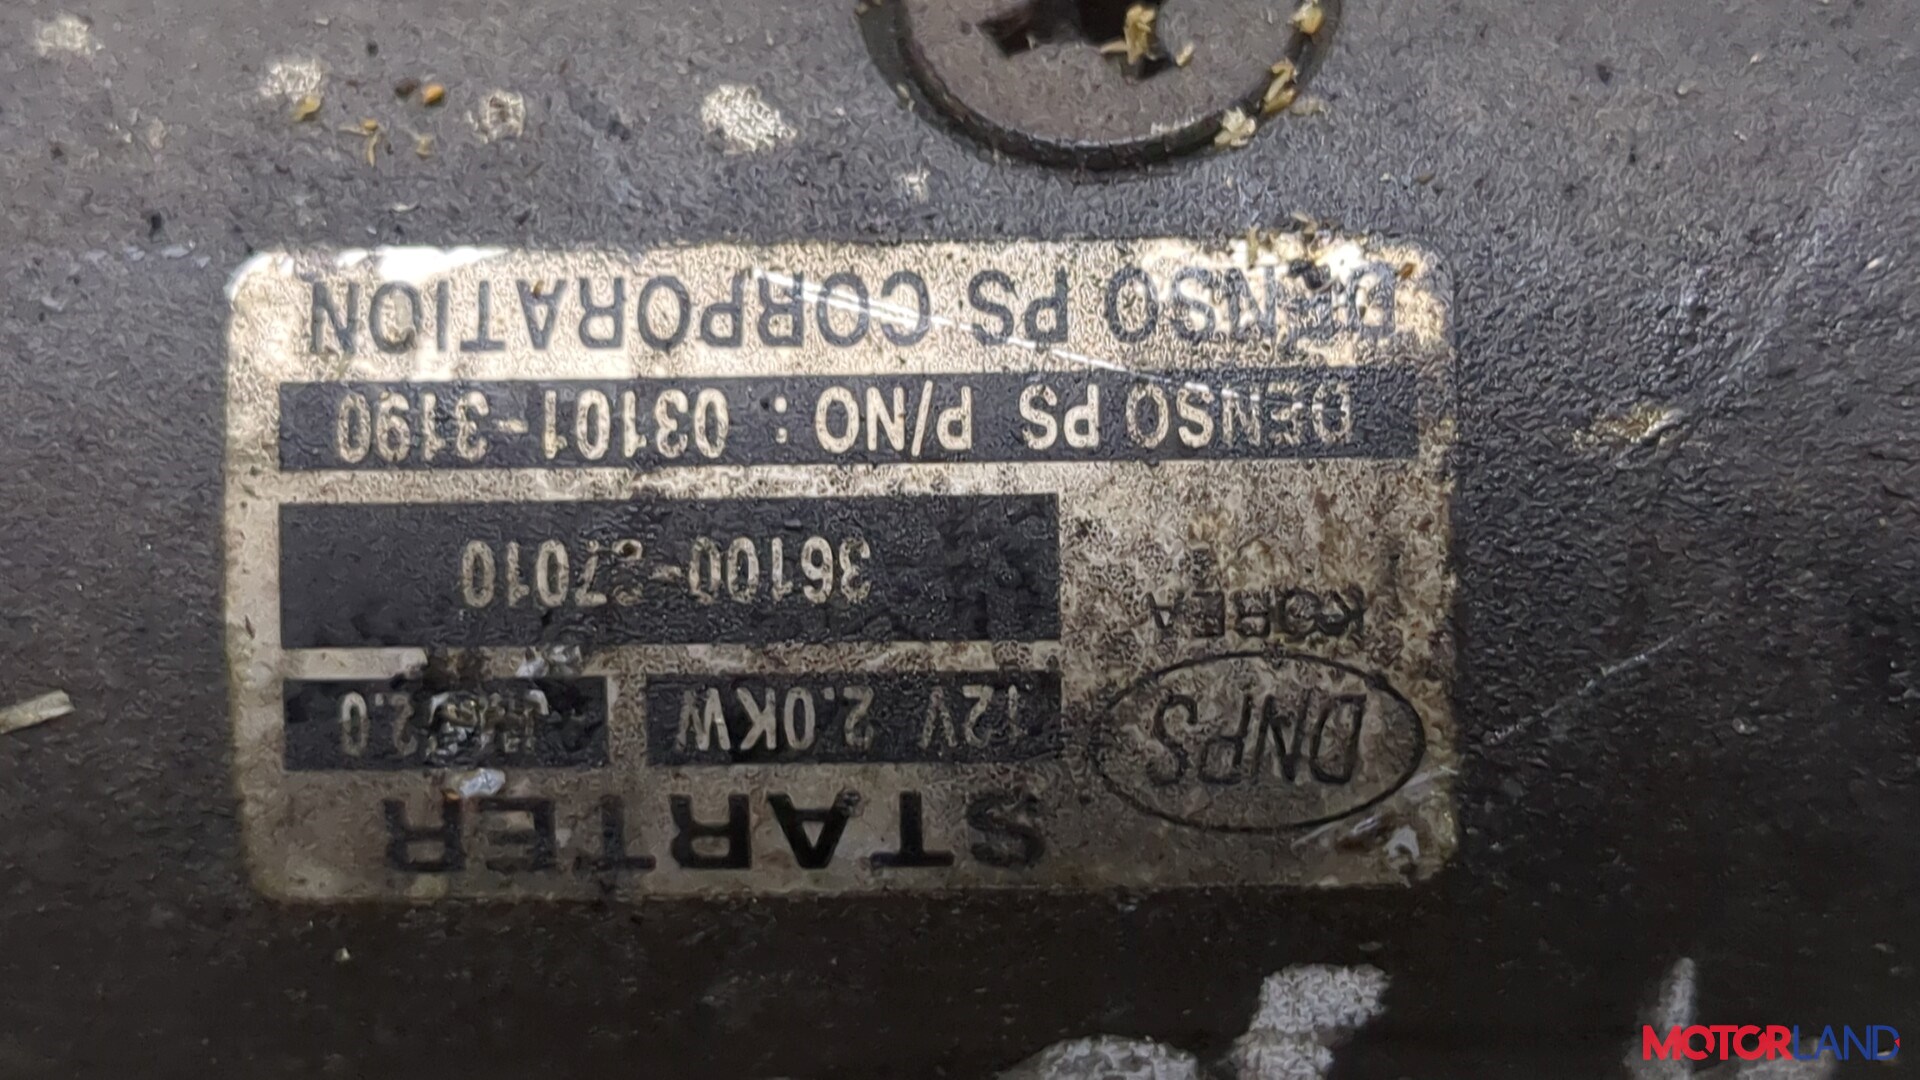 STARTER
DNPS
KOREA
12V 2.0KW
36100-27010
DENSO PS P/NO : 03101-3190
DENSO PS CORPORATION
MOTORLAND